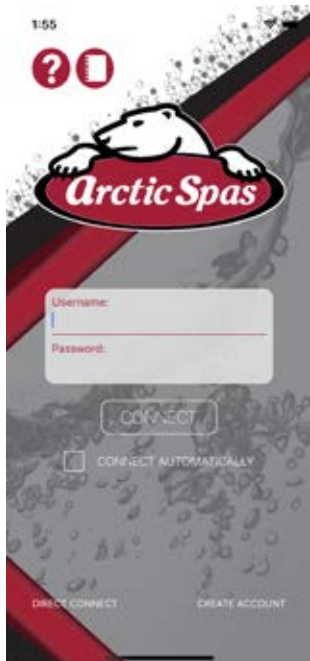 1:55
?
Arctic Spas
Username:
Password:
CONNECT
CONNECT AUTOMATICALLY
DIRECT CONNECT CREATE ACCOUNT